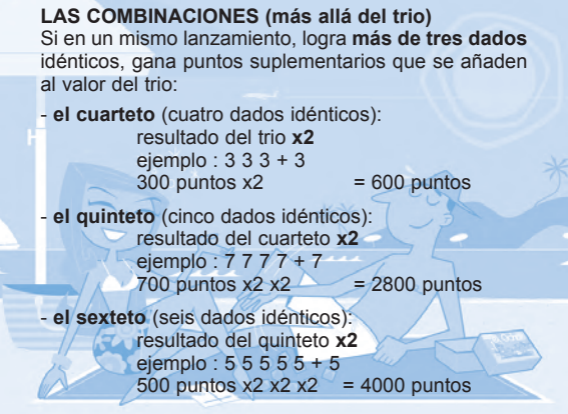 LAS COMBINACIONES (más allá del trio)
Si en un mismo lanzamiento, logra más de tres dados
idénticos, gana puntos suplementarios que se añaden
al valor del trio:
- el cuarteto (cuatro dados idénticos):
resultado del trio x2
ejemplo : 3 3 3 + 3
300 puntos x2 = 600 puntos
- el quinteto (cinco dados idénticos):
resultado del cuarteto x2
ejemplo : 7 7 7 7 + 7
700 puntos x2 x2 = 2800 puntos
- el sexteto (seis dados idénticos):
resultado del quinteto x2
ejemplo : 5 5 5 5 5 + 5
500 puntos x2 x2 x2 = 4000 puntos